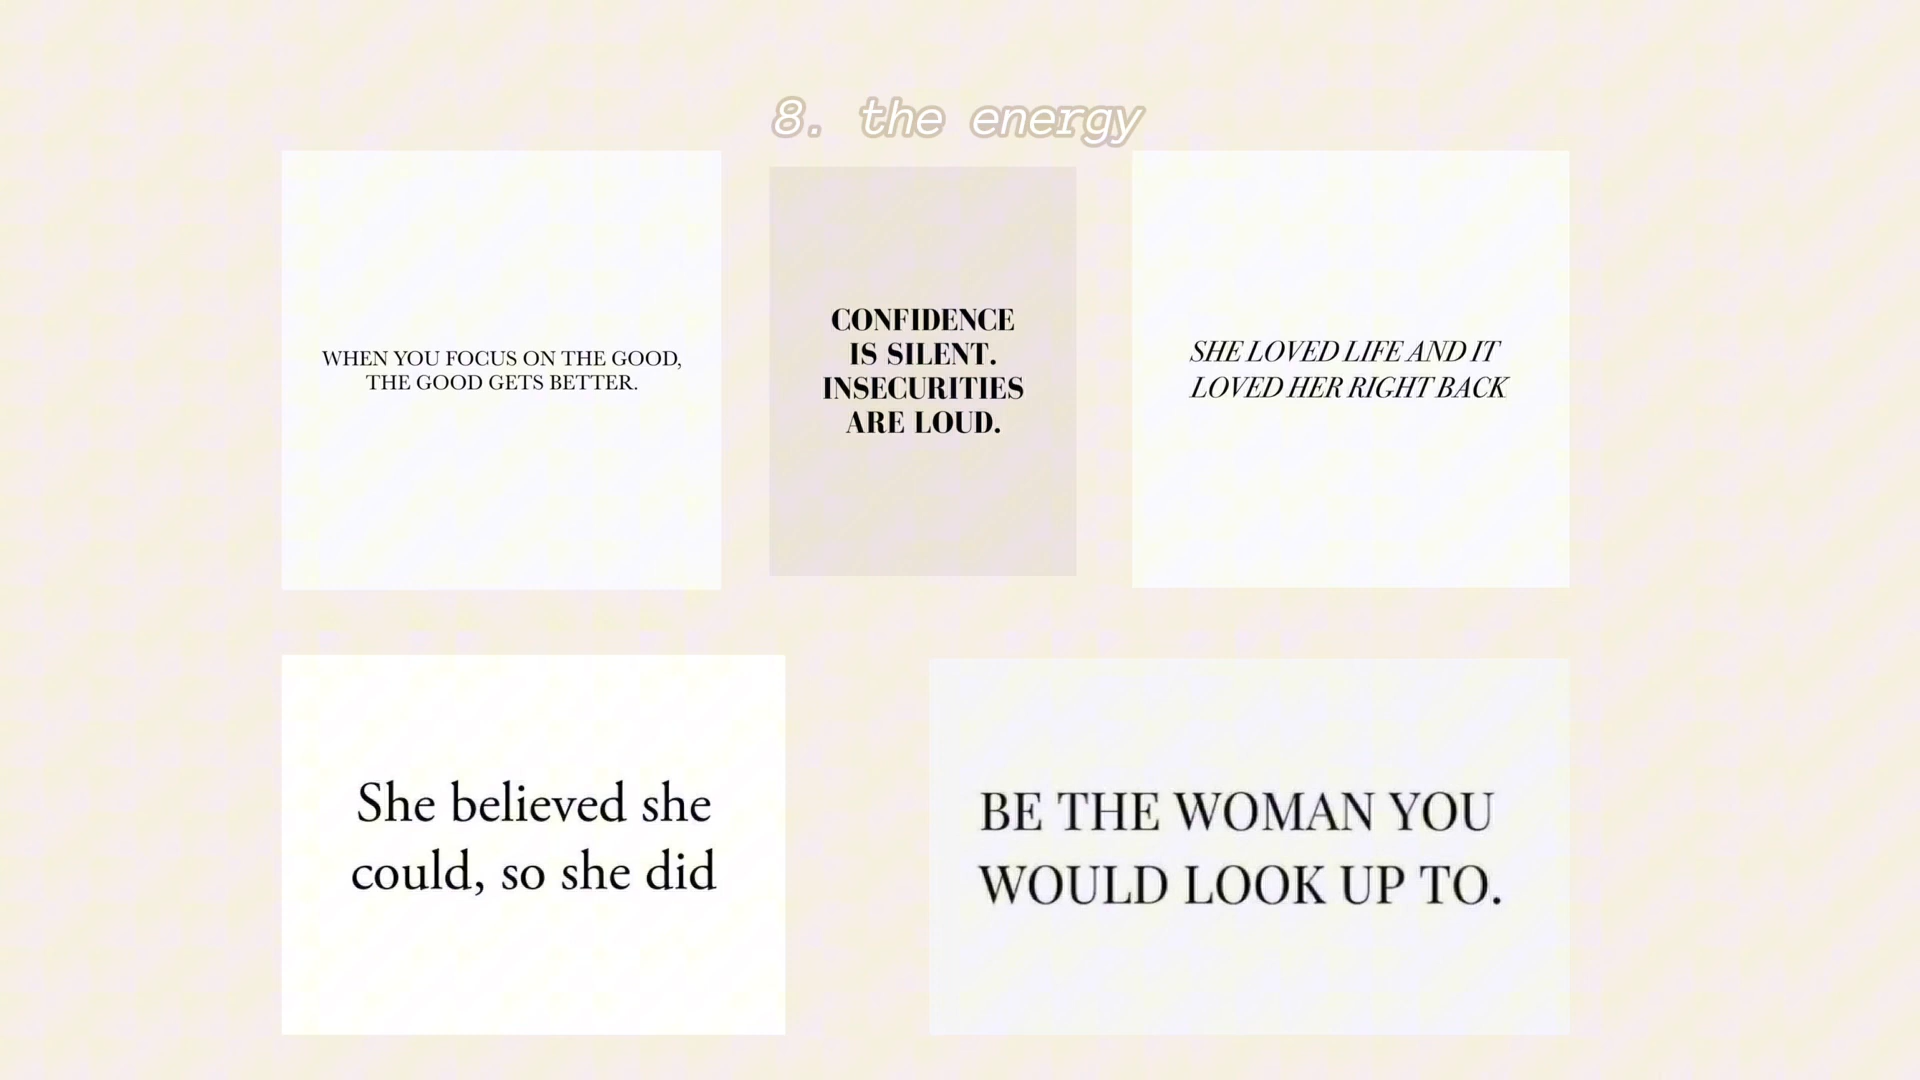 8. the energy
WHEN YOU FOCUS ON THE GOOD,
THE GOOD GETS BETTER.
CONFIDENCE
IS SILENT.
INSECURITIES
ARE LOUD.
SHE LOVED LIFE AND IT
LOVED HER RIGHT BACK
She believed she
could, so she did
BE THE WOMAN YOU
WOULD LOOK UP TO.